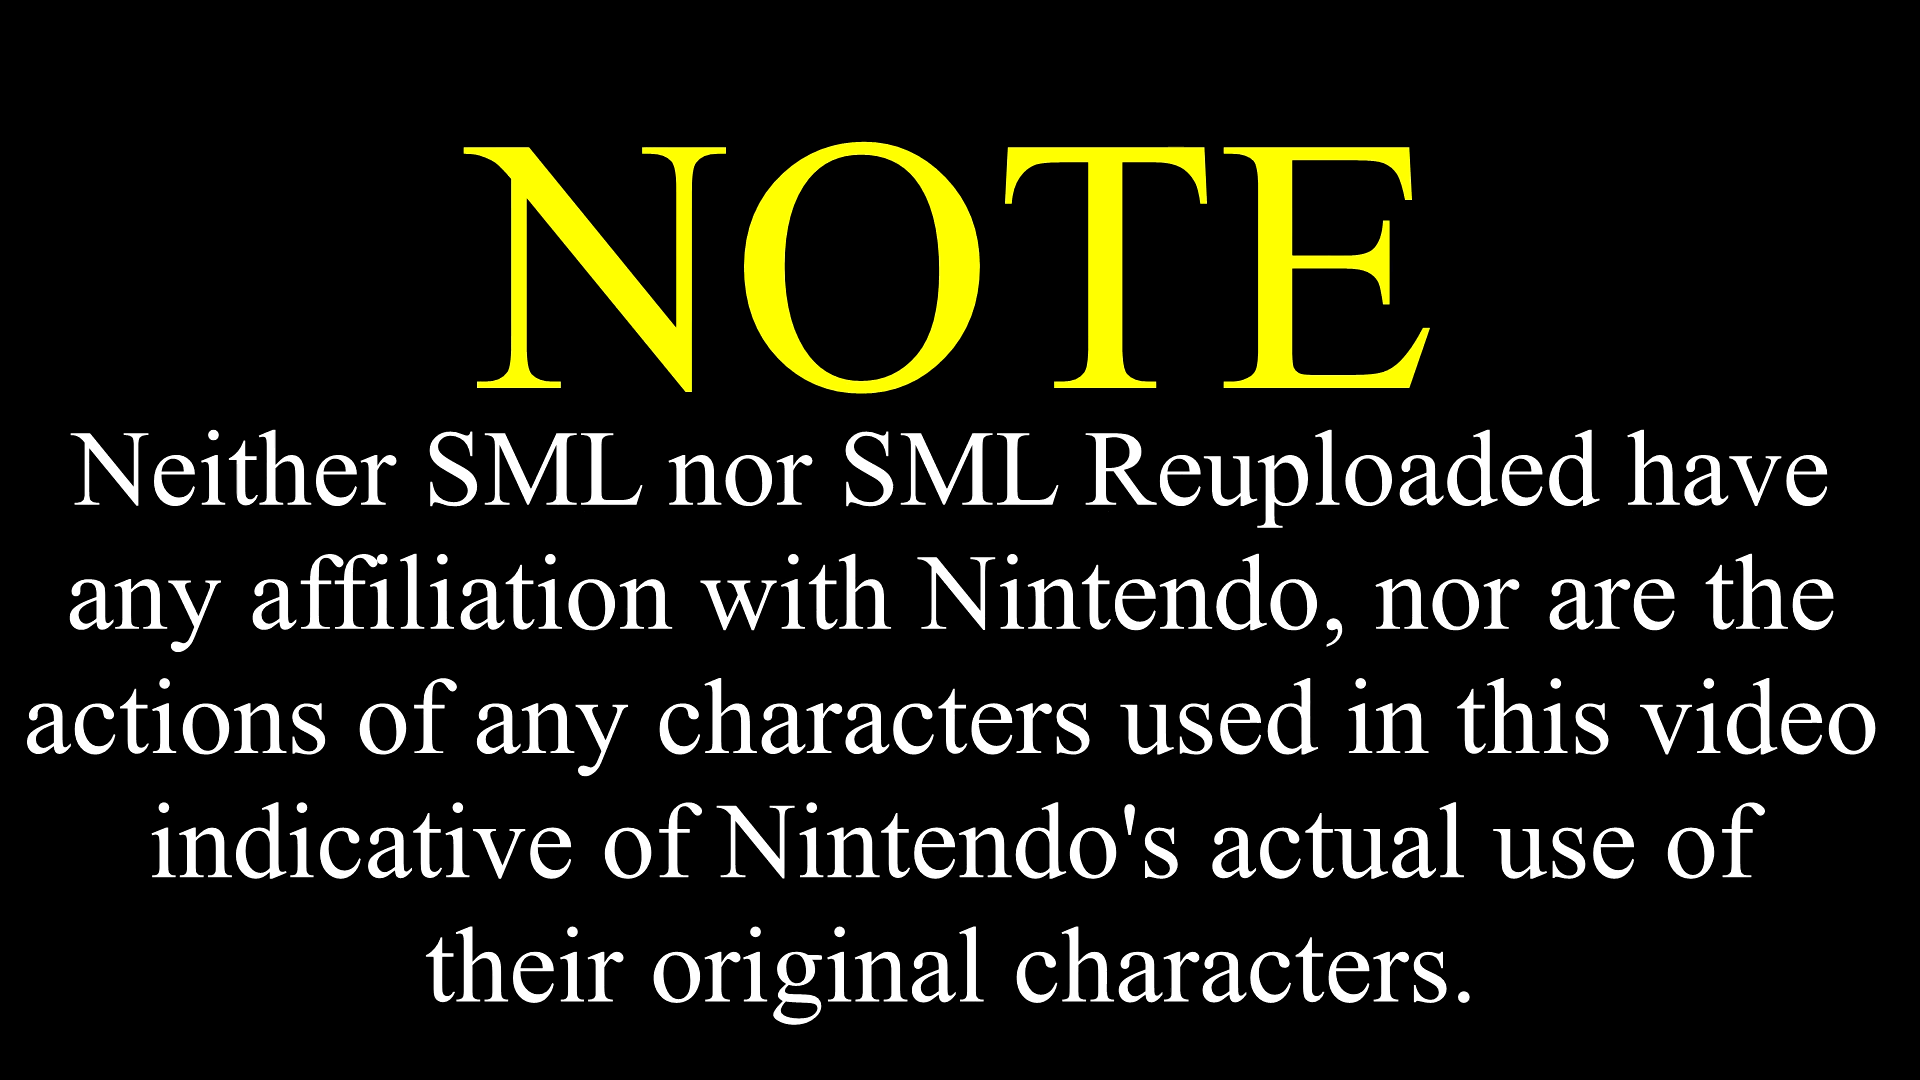 NOTE
Neither SML nor SML Reuploaded have
any affiliation with Nintendo, nor are the
actions of any characters used in this video
indicative of Nintendo's actual use of
their original characters.